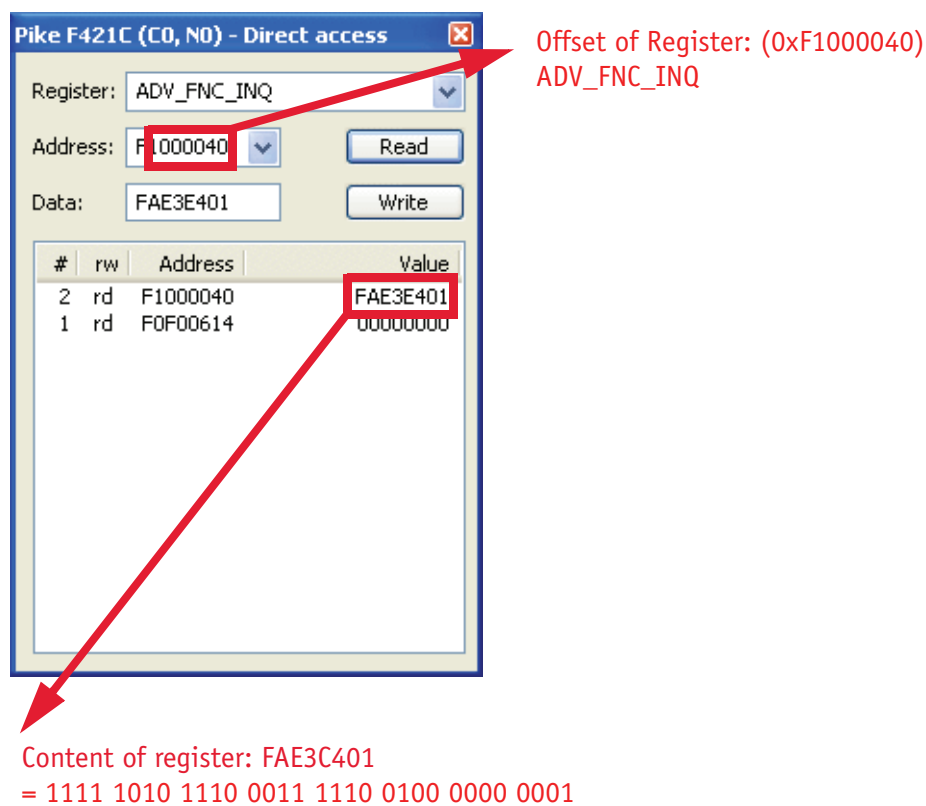 Pike F421C (C0, N0) - Direct access
Offset of Register: (0xF1000040)
ADV_FNC_INQ
Register: ADV_FNC_INQ
Address: F1000040 Read
Data: FAE3E401 Write
# rw Address Value
2 rd F1000040 FAE3E401
1 rd F0F00614 00000000
Content of register: FAE3C401
= 1111 1010 1110 0011 1110 0100 0000 0001